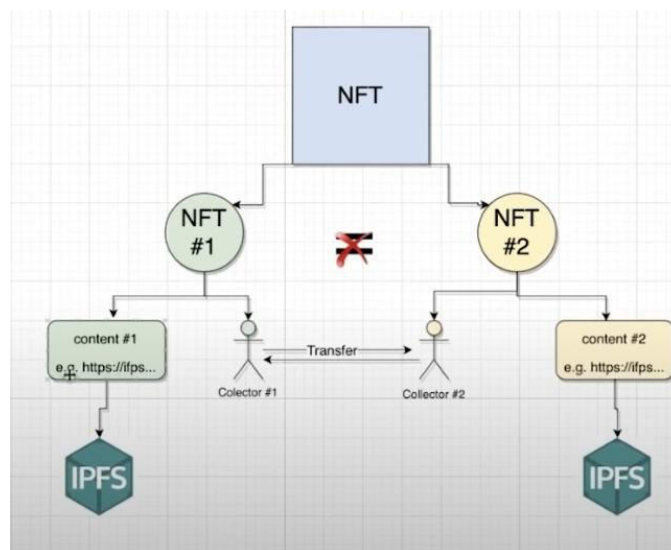 NFT
NFT
#1
NFT
#2
content #1
e.g. https://ifps...
Transfer
content #2
e.g. https://ifps...
Colector #1
Collector #2
IPFS
IPFS